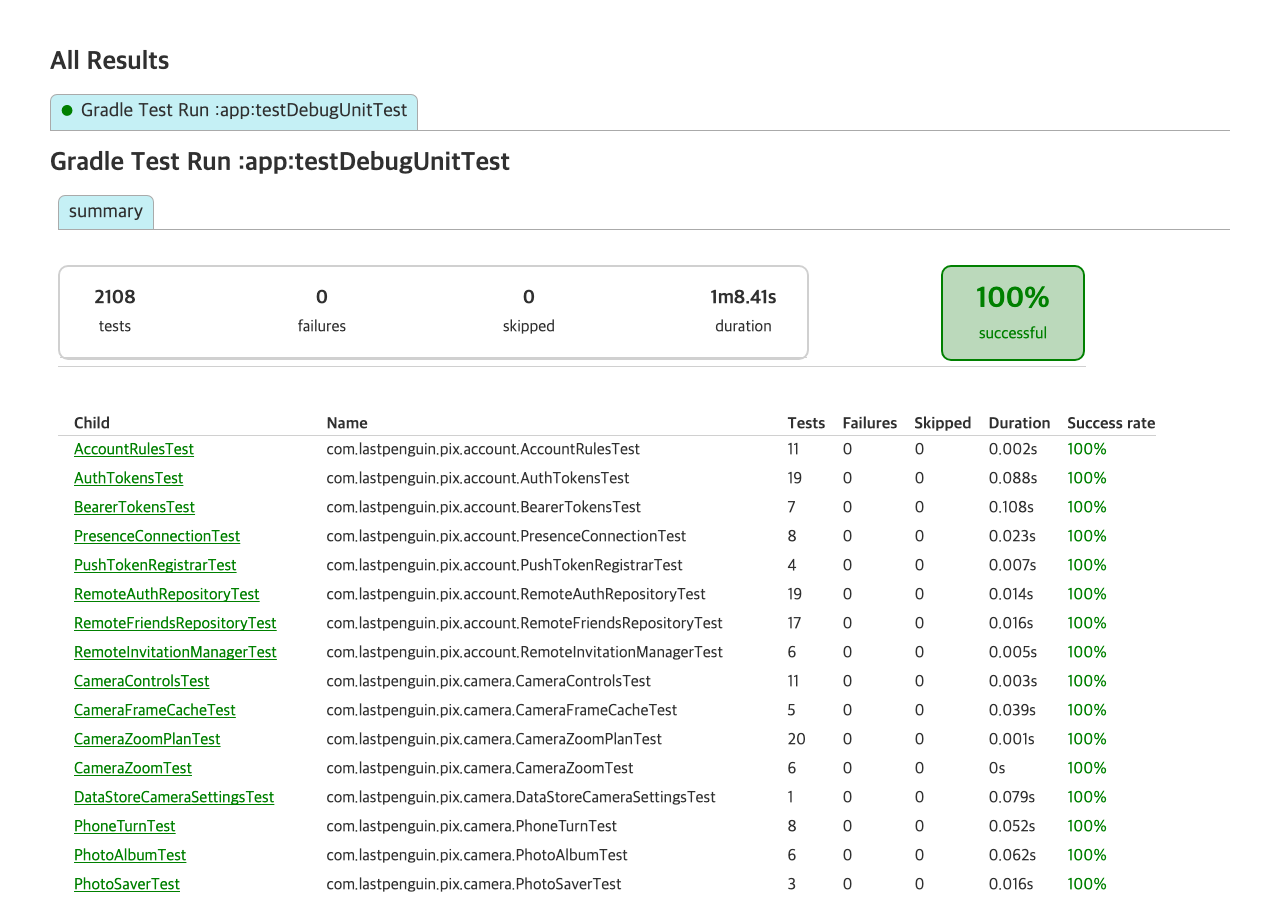 All Results
Gradle Test Run :app:testDebugUnitTest
Gradle Test Run :app:testDebugUnitTest
summary
2108 0 0 1m8.41s 100%
tests failures skipped duration successful
Child Name Tests Failures Skipped Duration Success rate
AccountRulesTest com.lastpenguin.pix.account.AccountRulesTest 11 0 0 0.002s 100%
AuthTokensTest com.lastpenguin.pix.account.AuthTokensTest 19 0 0 0.088s 100%
BearerTokensTest com.lastpenguin.pix.account.BearerTokensTest 7 0 0 0.108s 100%
PresenceConnectionTest com.lastpenguin.pix.account.PresenceConnectionTest 8 0 0 0.023s 100%
PushTokenRegistrarTest com.lastpenguin.pix.account.PushTokenRegistrarTest 4 0 0 0.007s 100%
RemoteAuthRepositoryTest com.lastpenguin.pix.account.RemoteAuthRepositoryTest 19 0 0 0.014s 100%
RemoteFriendsRepositoryTest com.lastpenguin.pix.account.RemoteFriendsRepositoryTest 17 0 0 0.016s 100%
RemoteInvitationManagerTest com.lastpenguin.pix.account.RemoteInvitationManagerTest 6 0 0 0.005s 100%
CameraControlsTest com.lastpenguin.pix.camera.CameraControlsTest 11 0 0 0.003s 100%
CameraFrameCacheTest com.lastpenguin.pix.camera.CameraFrameCacheTest 5 0 0 0.039s 100%
CameraZoomPlanTest com.lastpenguin.pix.camera.CameraZoomPlanTest 20 0 0 0.001s 100%
CameraZoomTest com.lastpenguin.pix.camera.CameraZoomTest 6 0 0 0s 100%
DataStoreCameraSettingsTest com.lastpenguin.pix.camera.DataStoreCameraSettingsTest 1 0 0 0.079s 100%
PhoneTurnTest com.lastpenguin.pix.camera.PhoneTurnTest 8 0 0 0.052s 100%
PhotoAlbumTest com.lastpenguin.pix.camera.PhotoAlbumTest 6 0 0 0.062s 100%
PhotoSaverTest com.lastpenguin.pix.camera.PhotoSaverTest 3 0 0 0.016s 100%